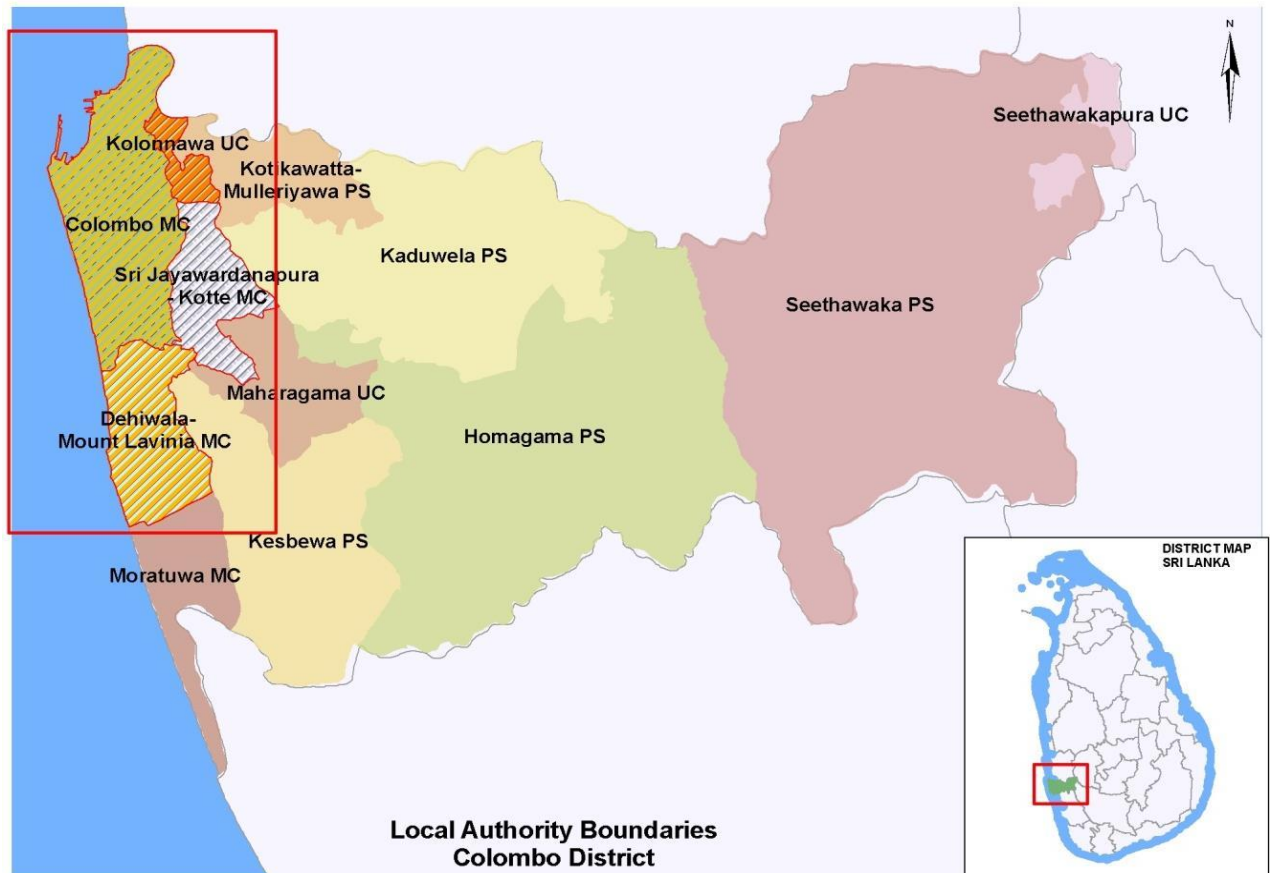 N
Seethawakapura UC
Kolonnawa UC
Kotikawatta-
Mulleriyawa PS
Colombo MC
Kaduwela PS
Sri Jayawardanapura
- Kotte MC
Seethawaka PS
Maharagama UC
Dehiwala-
Mount Lavinia MC
Homagama PS
Kesbewa PS
Moratuwa MC
DISTRICT MAP
SRI LANKA
Local Authority Boundaries
Colombo District